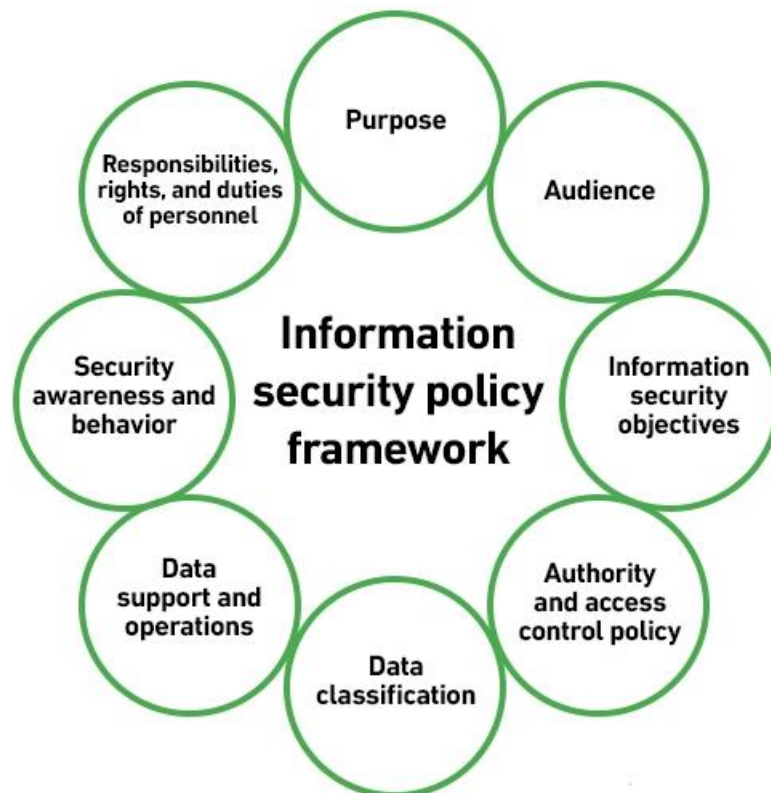 Purpose
Audience
Information
security
objectives
Authority
and access
control policy
Data
classification
Data
support and
operations
Security
awareness and
behavior
Responsibilities,
rights, and duties
of personnel
Information
security policy
framework